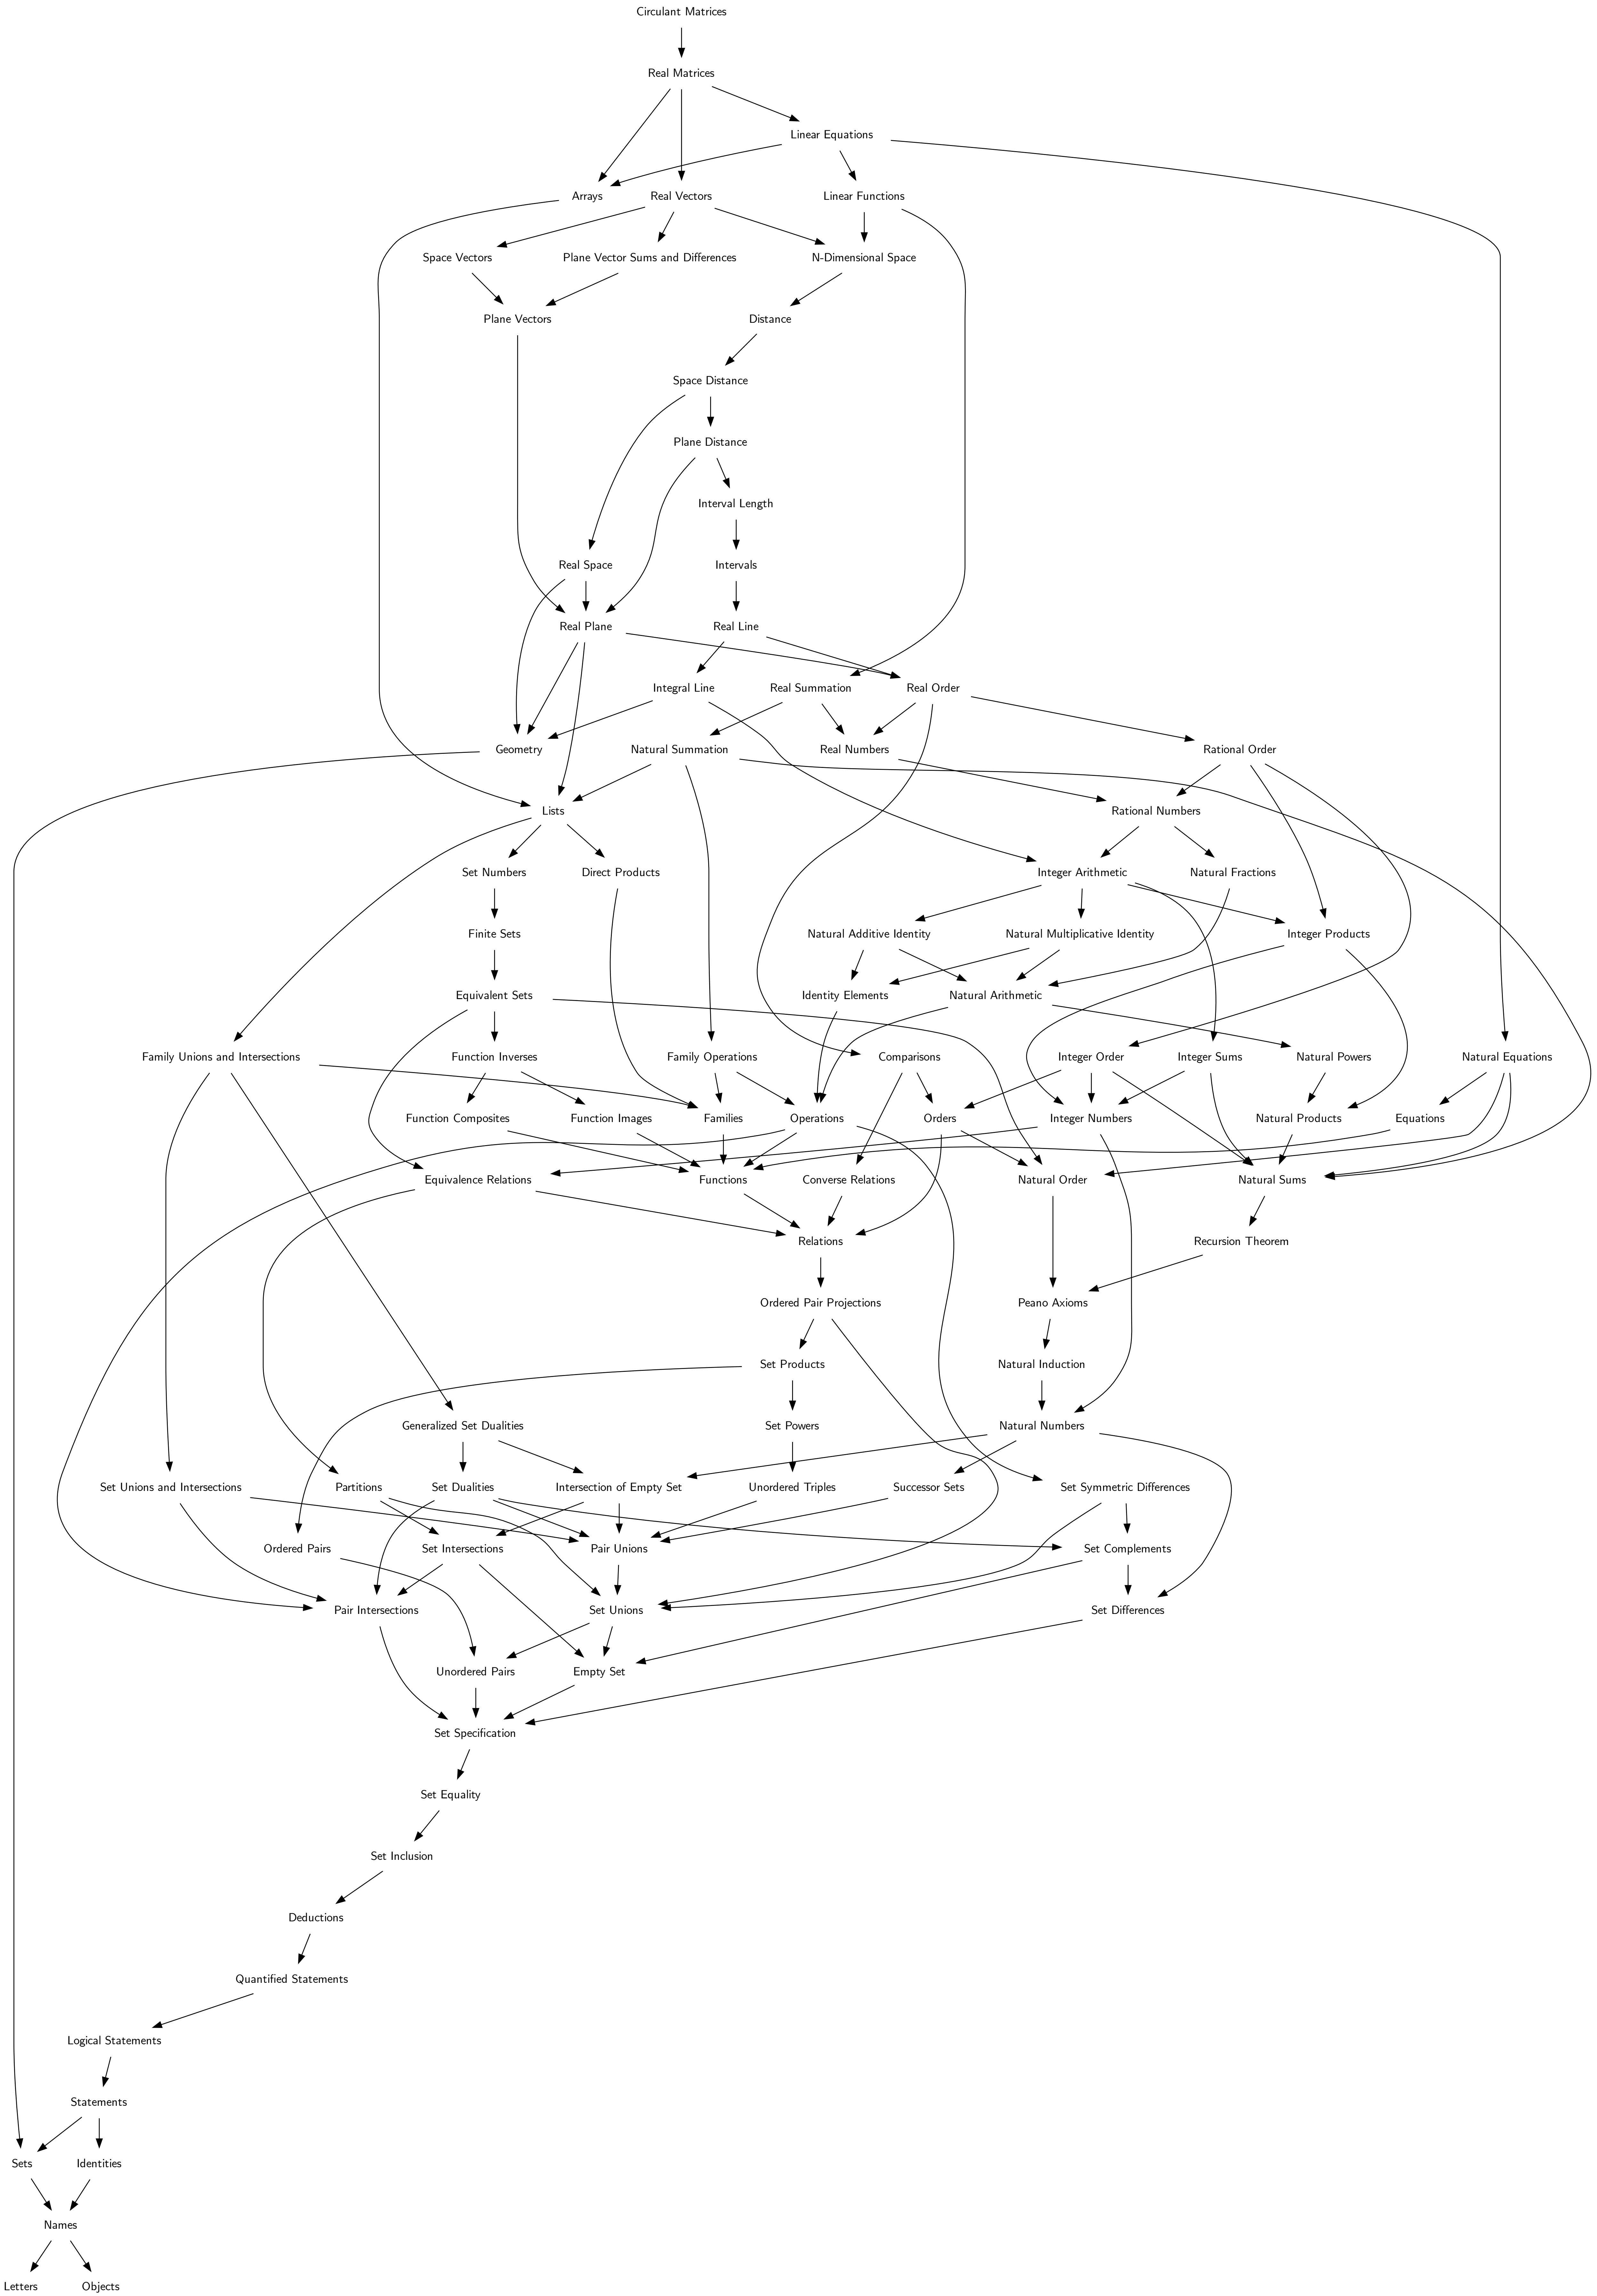 Circulant Matrices
Real Matrices
Linear Equations
Arrays
Real Vectors
Linear Functions
Space Vectors
Plane Vector Sums and Differences
N-Dimensional Space
Plane Vectors
Distance
Space Distance
Plane Distance
Interval Length
Real Space
Intervals
Real Plane
Real Line
Integral Line
Real Summation
Real Order
Geometry
Natural Summation
Real Numbers
Rational Order
Lists
Rational Numbers
Set Numbers
Direct Products
Integer Arithmetic
Natural Fractions
Finite Sets
Natural Additive Identity
Natural Multiplicative Identity
Integer Products
Equivalent Sets
Identity Elements
Natural Arithmetic
Family Unions and Intersections
Function Inverses
Family Operations
Comparisons
Integer Order
Integer Sums
Natural Powers
Natural Equations
Function Composites
Function Images
Families
Operations
Orders
Integer Numbers
Natural Products
Equations
Equivalence Relations
Functions
Converse Relations
Natural Order
Natural Sums
Relations
Recursion Theorem
Ordered Pair Projections
Peano Axioms
Set Products
Natural Induction
Generalized Set Dualities
Set Powers
Natural Numbers
Set Unions and Intersections
Partitions
Set Dualities
Intersection of Empty Set
Unordered Triples
Successor Sets
Set Symmetric Differences
Ordered Pairs
Set Intersections
Pair Unions
Set Complements
Pair Intersections
Set Unions
Set Differences
Unordered Pairs
Empty Set
Set Specification
Set Equality
Set Inclusion
Deductions
Quantified Statements
Logical Statements
Statements
Sets
Identities
Names
Letters
Objects